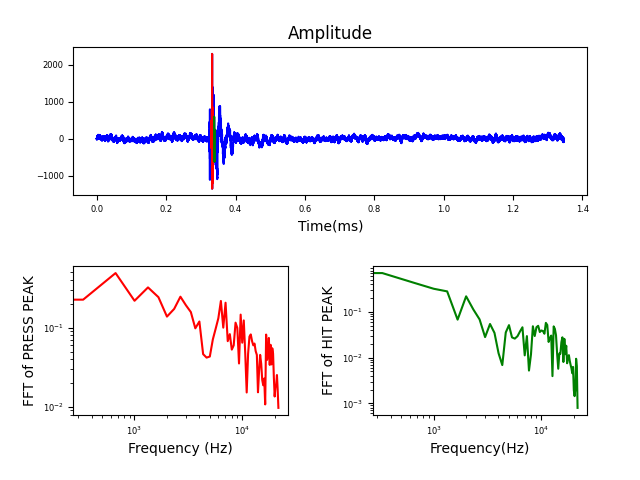 Amplitude
2000
1000
0
−1000
0.0 0.2 0.4 0.6 0.8 1.0 1.2 1.4
Time(ms)
FFT of PRESS PEAK
10⁻¹
10⁻²
10³ 10⁴
Frequency (Hz)
FFT of HIT PEAK
10⁻¹
10⁻²
10⁻³
10³ 10⁴
Frequency(Hz)